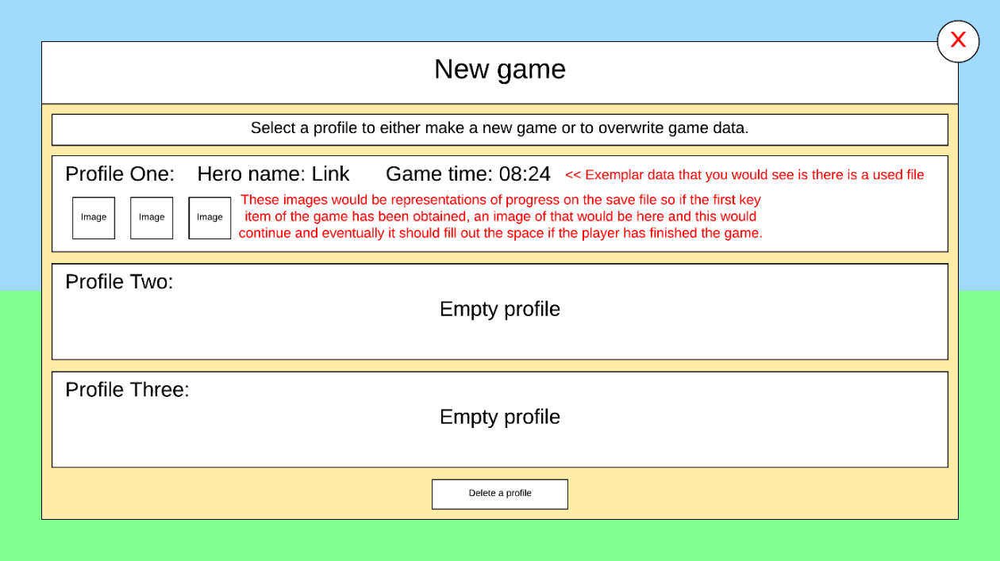 X
New game
Select a profile to either make a new game or to overwrite game data.
Profile One: Hero name: Link Game time: 08:24 << Exemplar data that you would see is there is a used file
Image Image Image
These images would be representations of progress on the save file so if the first key
item of the game has been obtained, an image of that would be here and this would
continue and eventually it should fill out the space if the player has finished the game.
Profile Two:
Empty profile
Profile Three:
Empty profile
Delete a profile